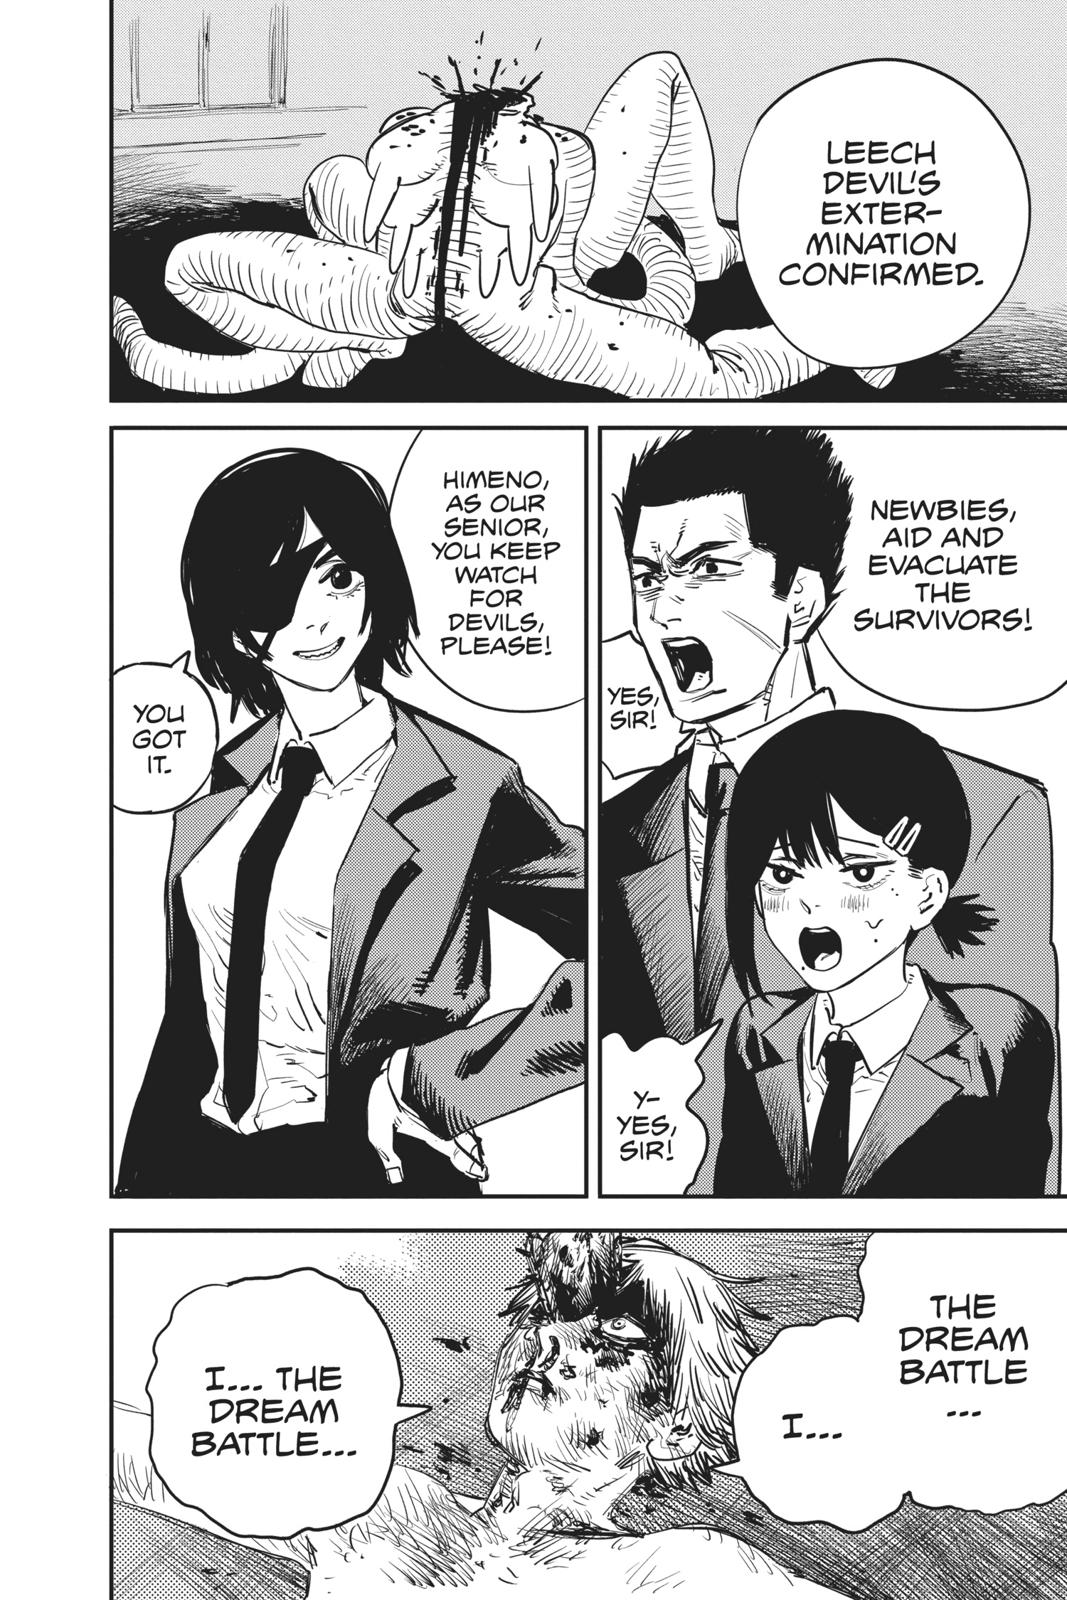 LEECH
DEVIL'S
EXTER-
MINATION
CONFIRMED.
NEWBIES,
AID AND
EVACUATE
THE
SURVIVORS!
YES,
SIR!
Y-
YES,
SIR!
HIMENO,
AS OUR
SENIOR,
YOU KEEP
WATCH
FOR
DEVILS,
PLEASE!
YOU
GOT
IT.
THE
DREAM
BATTLE
...
I...
I... THE
DREAM
BATTLE...